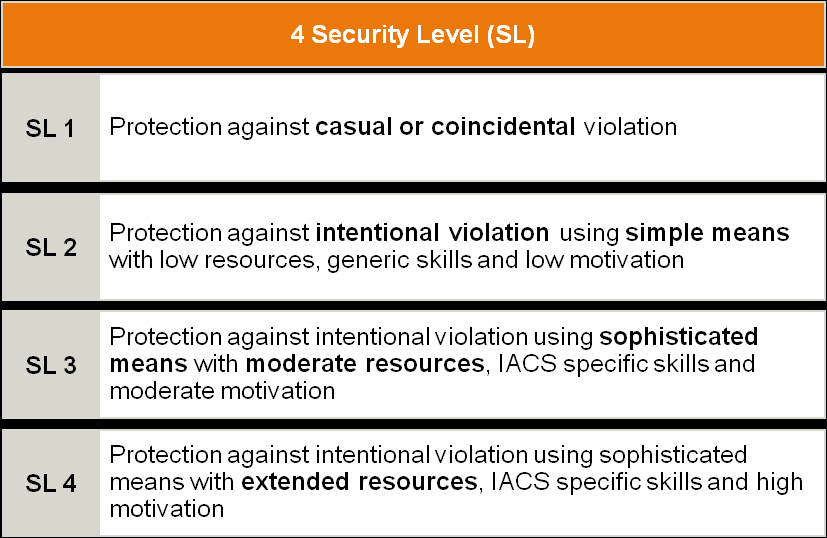 4 Security Level (SL)
SL 1
Protection against casual or coincidental violation
SL 2
Protection against intentional violation using simple means
with low resources, generic skills and low motivation
SL 3
Protection against intentional violation using sophisticated
means with moderate resources, IACS specific skills and
moderate motivation
SL 4
Protection against intentional violation using sophisticated
means with extended resources, IACS specific skills and high
motivation